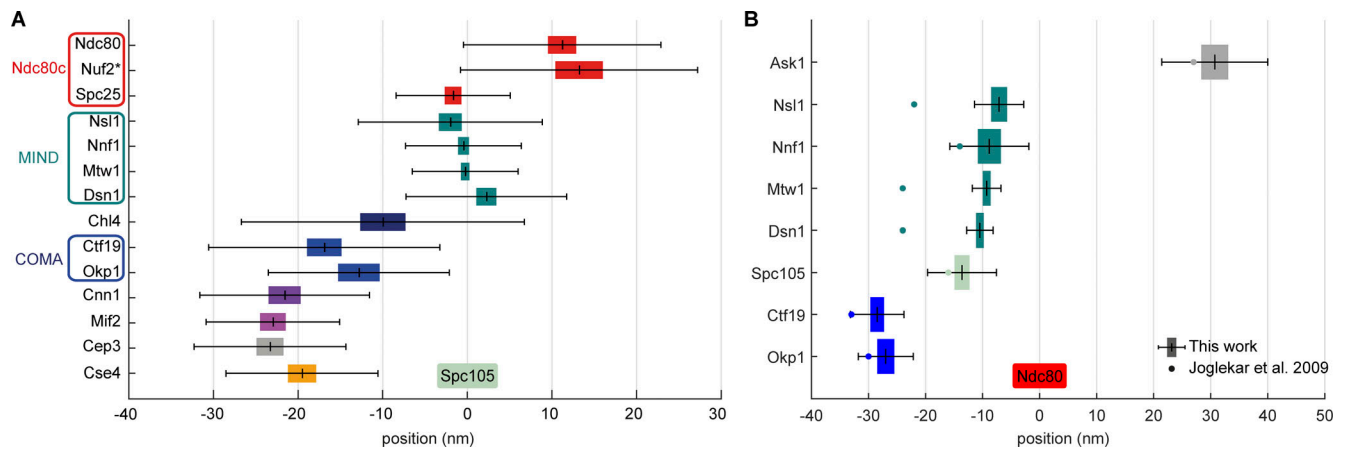 A
Ndc80c
Ndc80
Nuf2*
Spc25
MIND
Nsl1
Nnf1
Mtw1
Dsn1
Chl4
COMA
Ctf19
Okp1
Cnn1
Mif2
Cep3
Cse4
Spc105
-40 -30 -20 -10 0 10 20 30
position (nm)
B
Ask1
Nsl1
Nnf1
Mtw1
Dsn1
Spc105
Ctf19
Okp1
Ndc80
This work
Joglekar et al. 2009
-40 -30 -20 -10 0 10 20 30 40 50
position (nm)